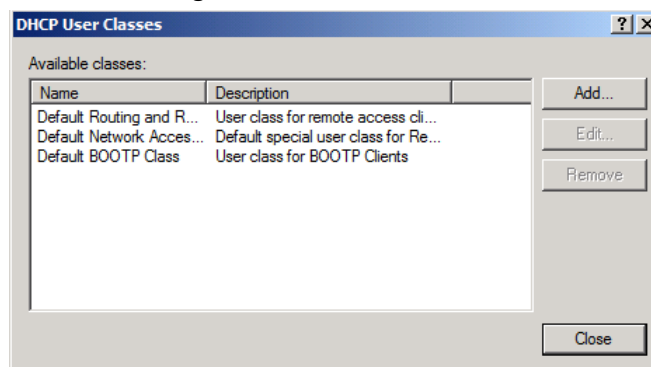 DHCP User Classes
Available classes:
Name Description
Default Routing and R... User class for remote access cli...
Default Network Acces... Default special user class for Re...
Default BOOTP Class User class for BOOTP Clients
Add...
Edit...
Remove
Close